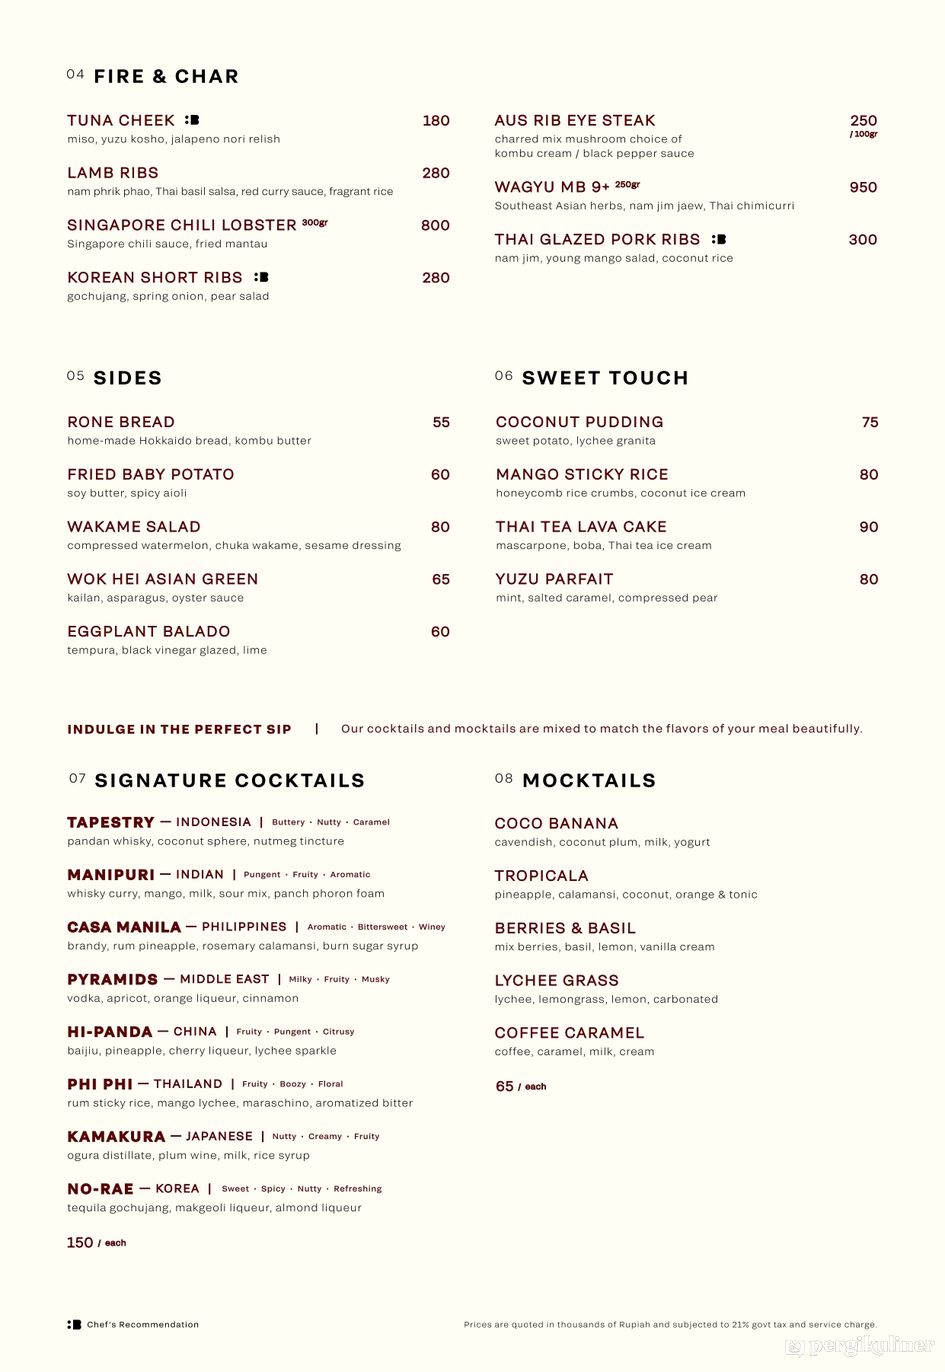 04 FIRE & CHAR
TUNA CHEEK 180
miso, yuzu kosho, jalapeno nori relish
LAMB RIBS 280
nam phrik phao, Thai basil salsa, red curry sauce, fragrant rice
SINGAPORE CHILI LOBSTER 300gr 800
Singapore chili sauce, fried mantau
KOREAN SHORT RIBS 280
gochujang, spring onion, pear salad
AUS RIB EYE STEAK 250
/ 100gr
charred mix mushroom choice of
kombu cream / black pepper sauce
WAGYU MB 9+ 250gr 950
Southeast Asian herbs, nam jim jaew, Thai chimicurri
THAI GLAZED PORK RIBS 300
nam jim, young mango salad, coconut rice
05 SIDES
RONE BREAD 55
home-made Hokkaido bread, kombu butter
FRIED BABY POTATO 60
soy butter, spicy aioli
WAKAME SALAD 80
compressed watermelon, chuka wakame, sesame dressing
WOK HEI ASIAN GREEN 65
kailan, asparagus, oyster sauce
EGGPLANT BALADO 60
tempura, black vinegar glazed, lime
06 SWEET TOUCH
COCONUT PUDDING 75
sweet potato, lychee granita
MANGO STICKY RICE 80
honeycomb rice crumbs, coconut ice cream
THAI TEA LAVA CAKE 90
mascarpone, boba, Thai tea ice cream
YUZU PARFAIT 80
mint, salted caramel, compressed pear
INDULGE IN THE PERFECT SIP | Our cocktails and mocktails are mixed to match the flavors of your meal beautifully.
07 SIGNATURE COCKTAILS
TAPESTRY — INDONESIA | Buttery · Nutty · Caramel
pandan whisky, coconut sphere, nutmeg tincture
MANIPURI — INDIAN | Pungent · Fruity · Aromatic
whisky curry, mango, milk, sour mix, panch phoron foam
CASA MANILA — PHILIPPINES | Aromatic · Bittersweet · Winey
brandy, rum pineapple, rosemary calamansi, burn sugar syrup
PYRAMIDS — MIDDLE EAST | Milky · Fruity · Musky
vodka, apricot, orange liqueur, cinnamon
HI-PANDA — CHINA | Fruity · Pungent · Citrusy
baijiu, pineapple, cherry liqueur, lychee sparkle
PHI PHI — THAILAND | Fruity · Boozy · Floral
rum sticky rice, mango lychee, maraschino, aromatized bitter
KAMAKURA — JAPANESE | Nutty · Creamy · Fruity
ogura distillate, plum wine, milk, rice syrup
NO-RAE — KOREA | Sweet · Spicy · Nutty · Refreshing
tequila gochujang, makgeoli liqueur, almond liqueur
150 / each
08 MOCKTAILS
COCO BANANA
cavendish, coconut plum, milk, yogurt
TROPICALA
pineapple, calamansi, coconut, orange & tonic
BERRIES & BASIL
mix berries, basil, lemon, vanilla cream
LYCHEE GRASS
lychee, lemongrass, lemon, carbonated
COFFEE CARAMEL
coffee, caramel, milk, cream
65 / each
Chef's Recommendation
Prices are quoted in thousands of Rupiah and subjected to 21% govt tax and service charge.
pergikuliner